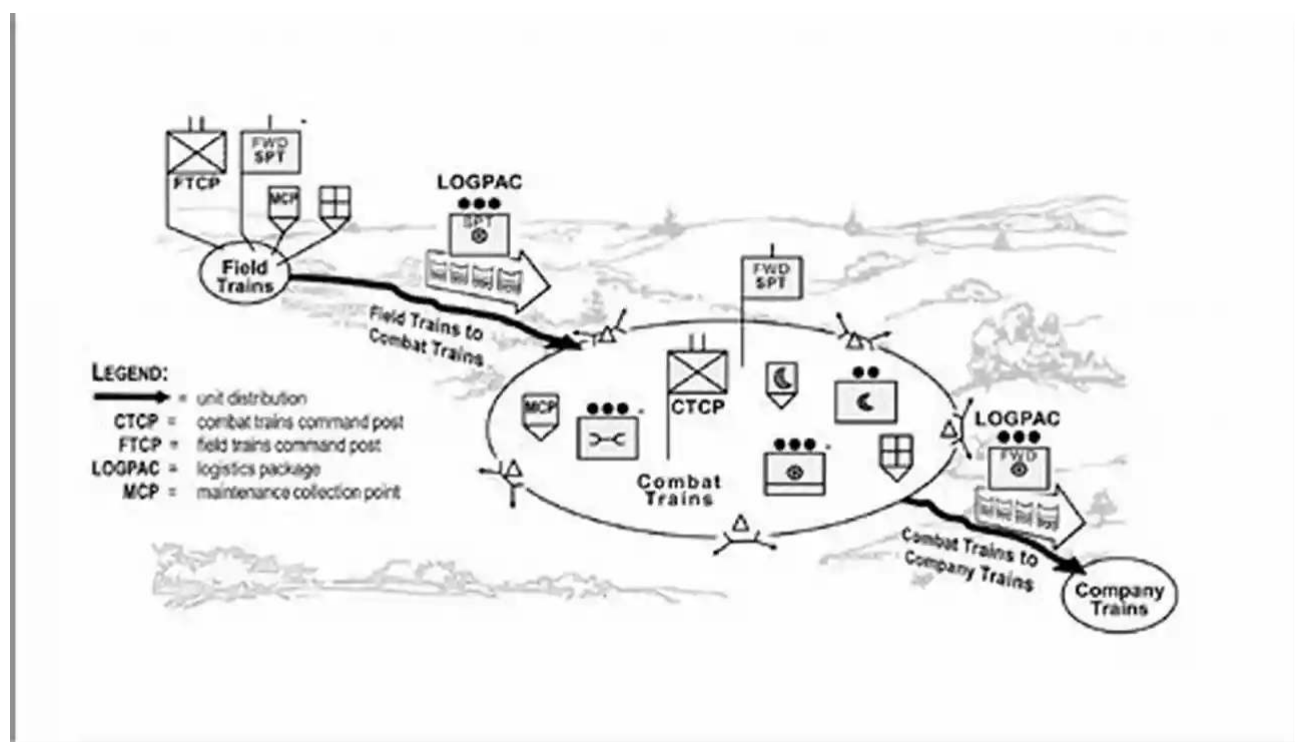 FWD
SPT
FTCP
MCP
LOGPAC
SPT
Field
Trains
FWD
SPT
Field Trains to
Combat Trains
LEGEND:
= unit distribution
CTCP = combat trains command post
FTCP = field trains command post
LOGPAC = logistics package
MCP = maintenance collection point
MCP
CTCP
Combat
Trains
LOGPAC
FWD
Combat Trains to
Company Trains
Company
Trains